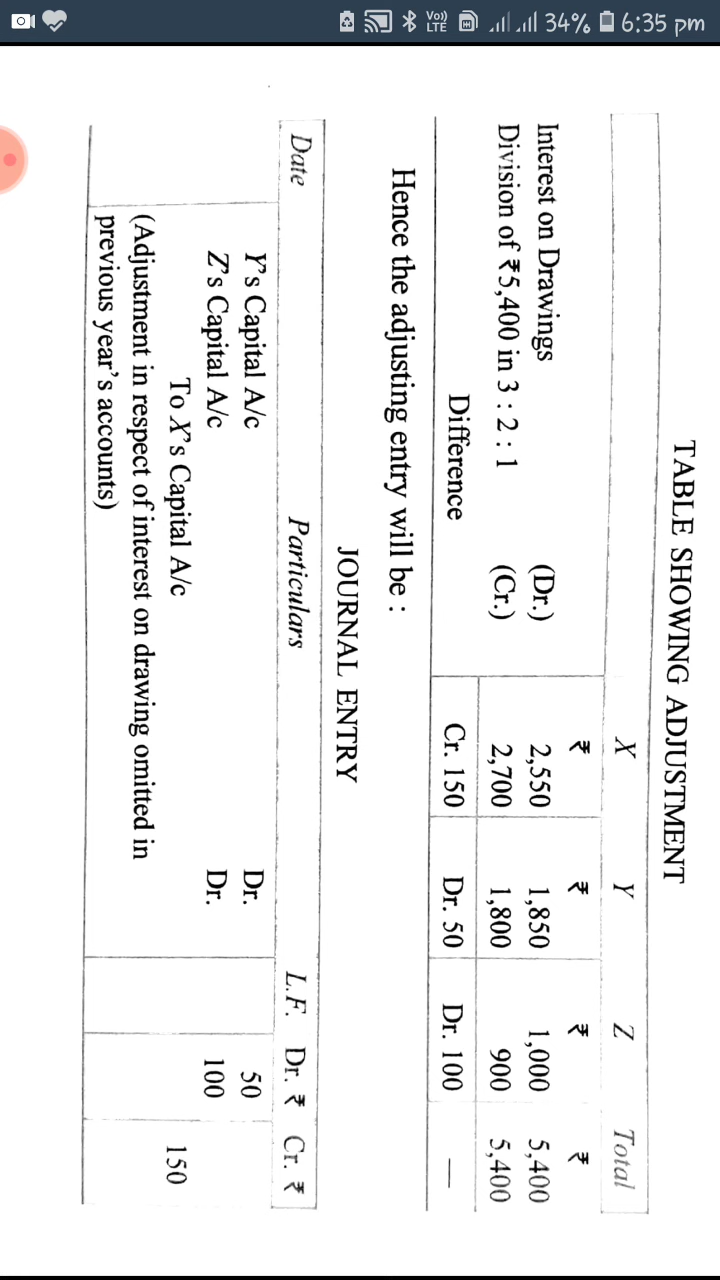 Vo)) LTE 34% 6:35 pm
TABLE SHOWING ADJUSTMENT
X Y Z Total
₹ ₹ ₹ ₹
Interest on Drawings (Dr.) 2,550 1,850 1,000 5,400
Division of ₹5,400 in 3 : 2 : 1 (Cr.) 2,700 1,800 900 5,400
Difference Cr. 150 Dr. 50 Dr. 100 —
Hence the adjusting entry will be :
JOURNAL ENTRY
Date Particulars L.F. Dr. ₹ Cr. ₹
Y's Capital A/c Dr. 50
Z's Capital A/c Dr. 100
To X's Capital A/c 150
(Adjustment in respect of interest on drawing omitted in
previous year's accounts)